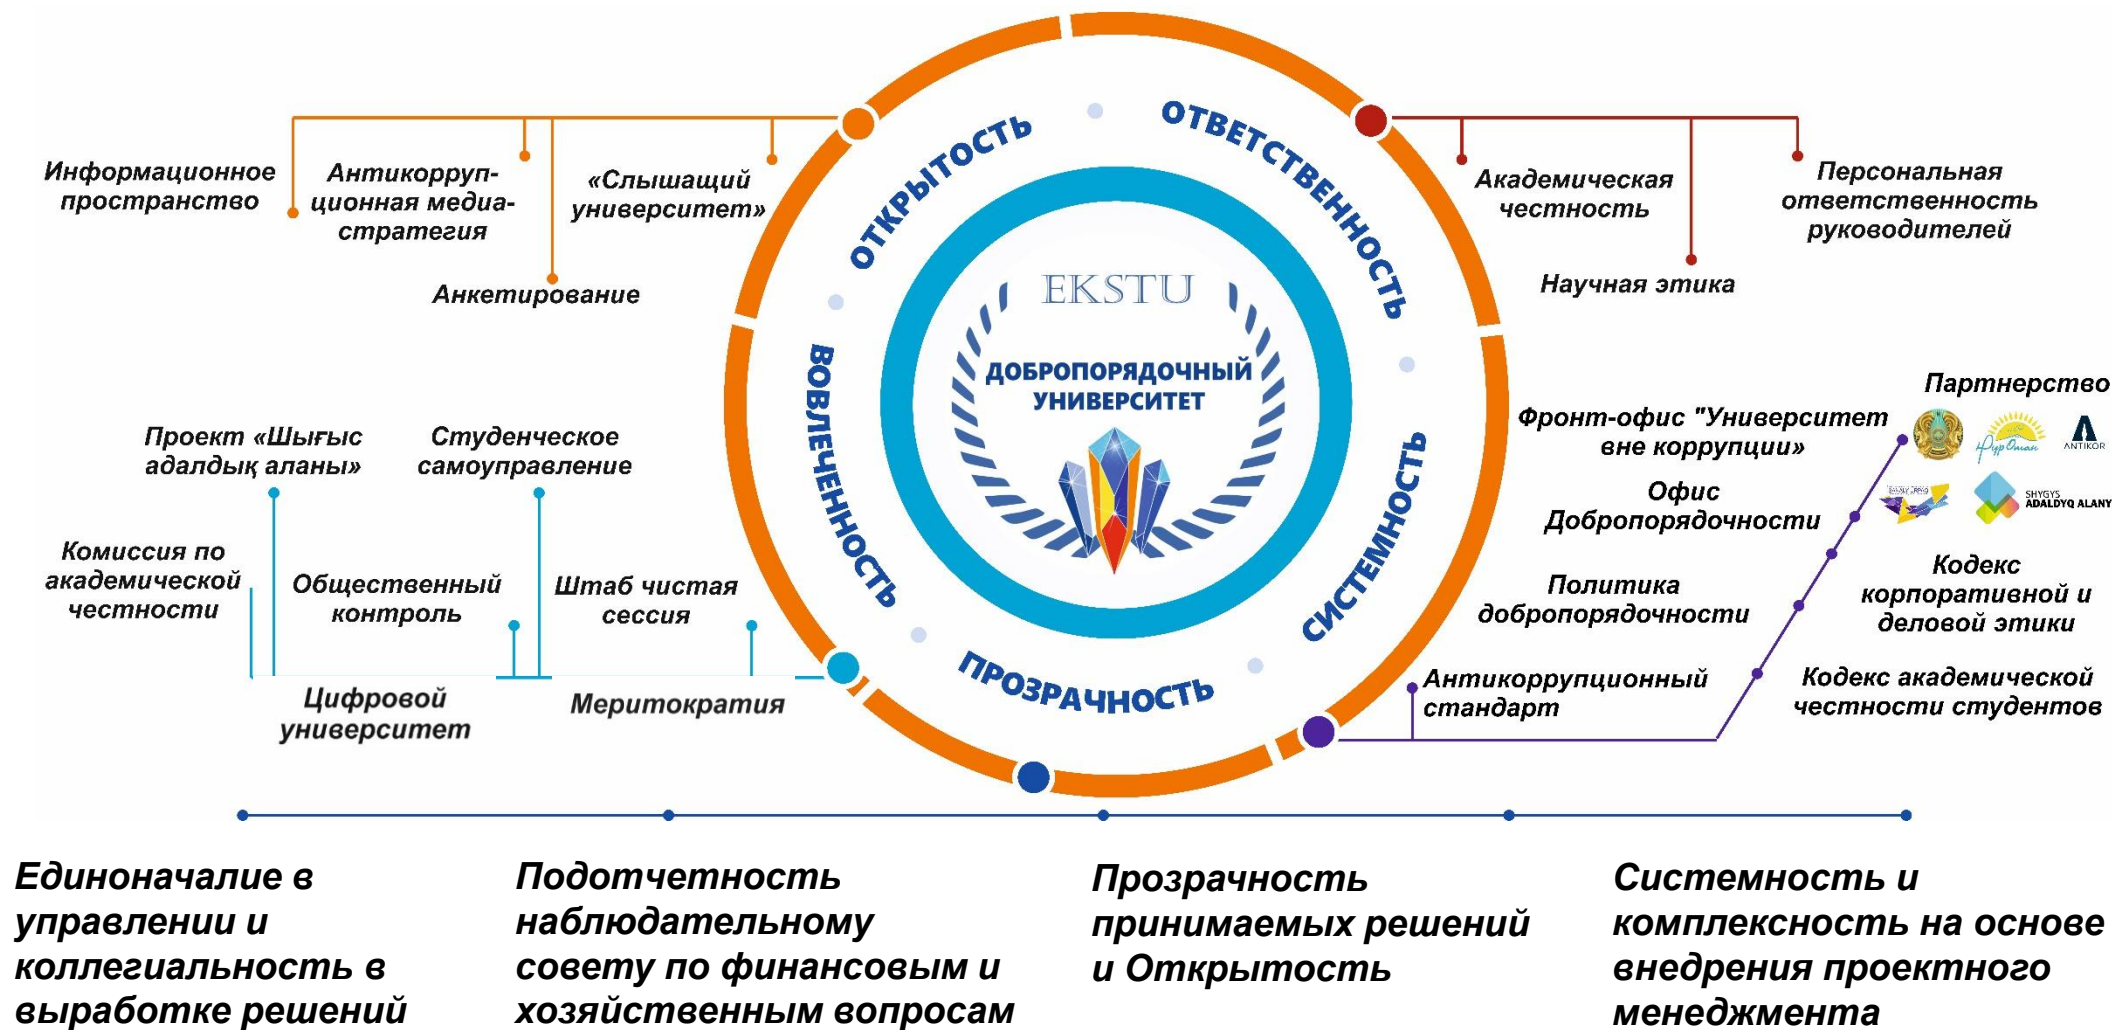 ОТКРЫТОСТЬ
ОТВЕТСТВЕННОСТЬ
СИСТЕМНОСТЬ
ПРОЗРАЧНОСТЬ
ВОВЛЕЧЕННОСТЬ
EKSTU
ДОБРОПОРЯДОЧНЫЙ
УНИВЕРСИТЕТ
Информационное
пространство
Антикорруп-
ционная медиа-
стратегия
«Слышащий
университет»
Анкетирование
Академическая
честность
Научная этика
Персональная
ответственность
руководителей
Проект «Шығыс
адалдық аланы»
Студенческое
самоуправление
Комиссия по
академической
честности
Общественный
контроль
Штаб чистая
сессия
Цифровой
университет
Меритократия
Партнерство
Нұр Отан
ANTIKOR
SHYGYS
ADALDYQ ALANY
Фронт-офис "Университет
вне коррупции»
Офис
Добропорядочности
Политика
добропорядочности
Кодекс
корпоративной и
деловой этики
Антикоррупционный
стандарт
Кодекс академической
честности студентов
Единоначалие в
управлении и
коллегиальность в
выработке решений
Подотчетность
наблюдательному
совету по финансовым и
хозяйственным вопросам
Прозрачность
принимаемых решений
и Открытость
Системность и
комплексность на основе
внедрения проектного
менеджмента